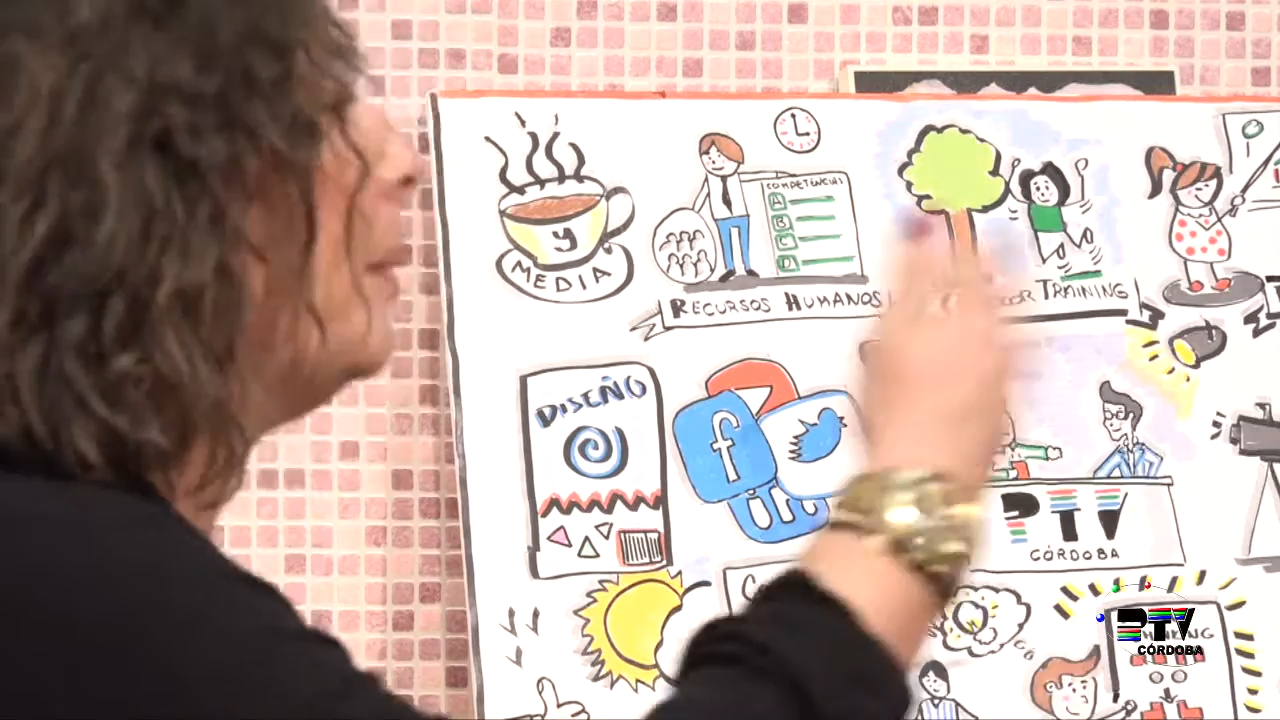 y
MEDIA
COMPETENCIAS
A
B
C
D
RECURSOS HUMANOS
TRAINING
DISEÑO
f
PTV
CÓRDOBA
PTV
CÓRDOBA